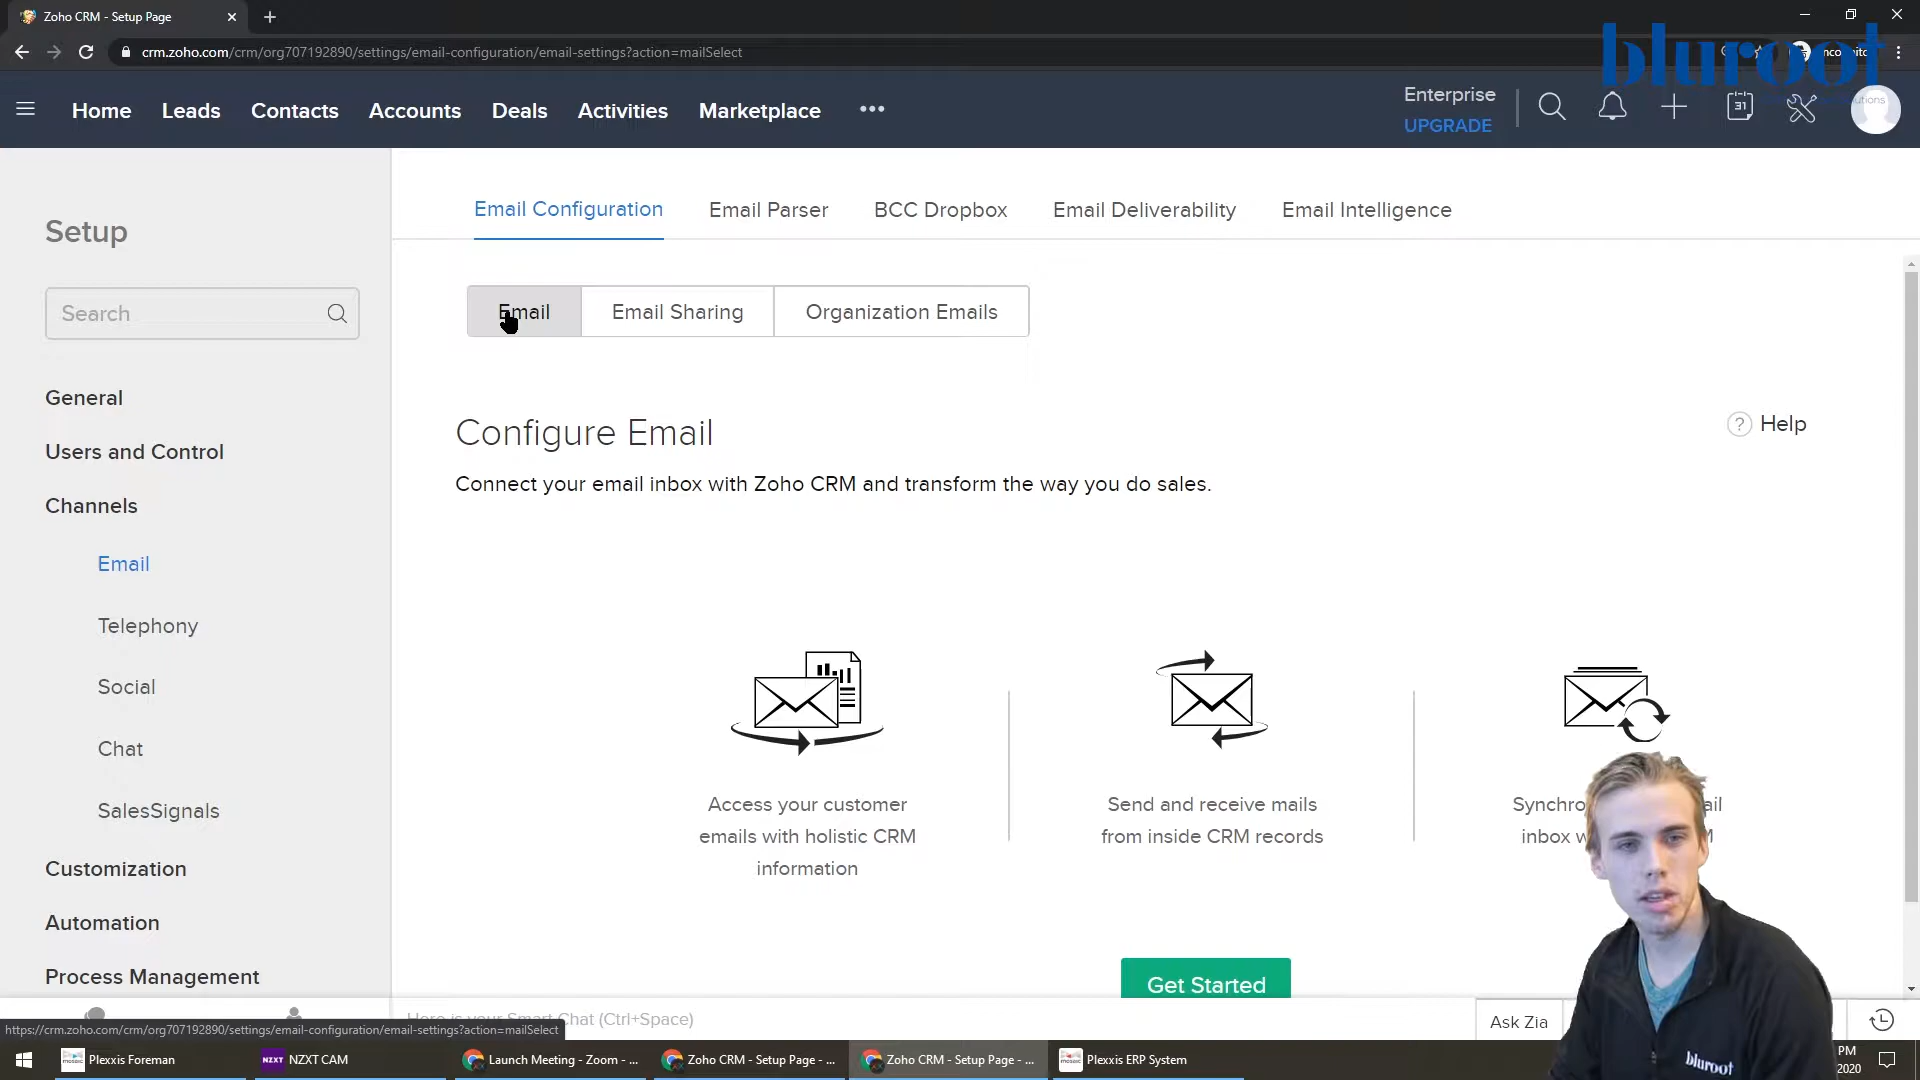 Zoho CRM - Setup Page
crm.zoho.com/crm/org707192890/settings/email-configuration/email-settings?action=mailSelect
bluroot
Home Leads Contacts Accounts Deals Activities Marketplace •••
Enterprise
UPGRADE
31
Setup
Search
General
Users and Control
Channels
Email
Telephony
Social
Chat
SalesSignals
Customization
Automation
Process Management
Email Configuration Email Parser BCC Dropbox Email Deliverability Email Intelligence
Email Email Sharing Organization Emails
Configure Email
? Help
Connect your email inbox with Zoho CRM and transform the way you do sales.
Access your customer
emails with holistic CRM
information
Send and receive mails
from inside CRM records
Get Started
Chat (Ctrl+Space)
Ask Zia
https://crm.zoho.com/crm/org707192890/settings/email-configuration/email-settings?action=mailSelect
bluroot
Plexxis Foreman
NZXT NZXT CAM
Launch Meeting - Zoom - ...
Zoho CRM - Setup Page - ...
Zoho CRM - Setup Page - ...
Plexxis ERP System
PM
2020